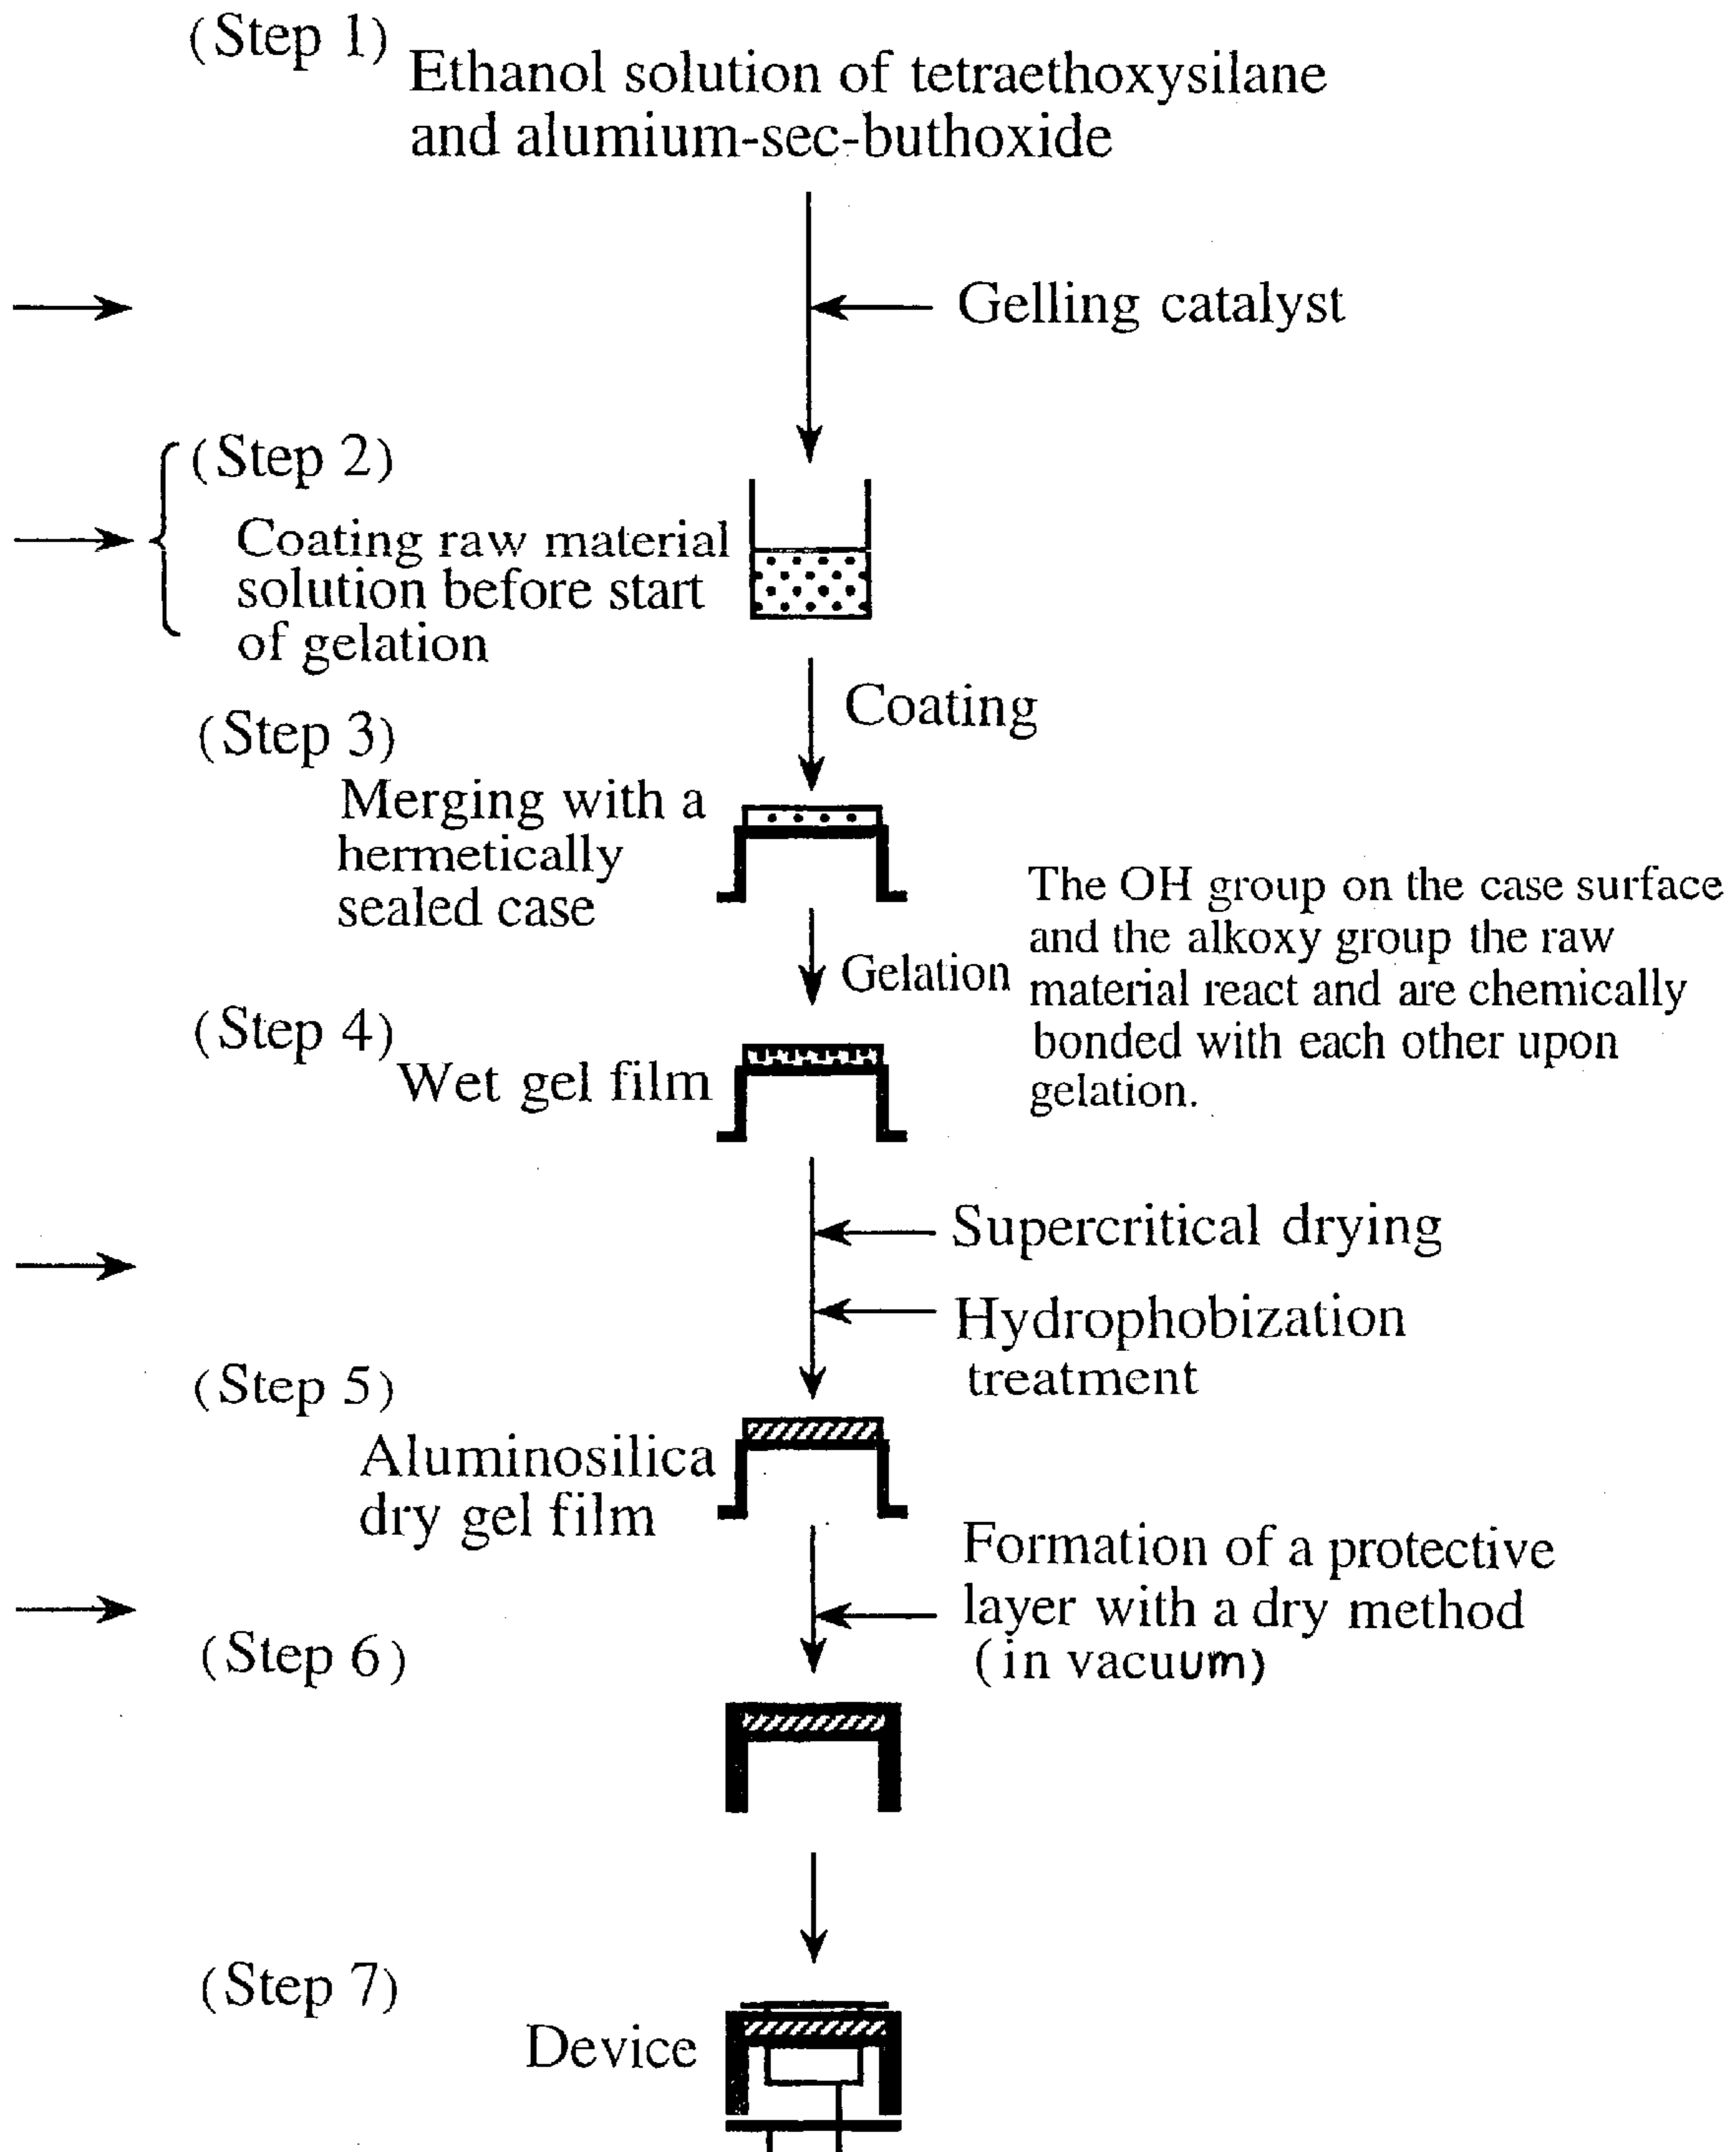 (Step 1)
Ethanol solution of tetraethoxysilane
and alumium-sec-buthoxide
Gelling catalyst
(Step 2)
Coating raw material
solution before start
of gelation
Coating
(Step 3)
Merging with a
hermetically
sealed case
Gelation
The OH group on the case surface
and the alkoxy group the raw
material react and are chemically
bonded with each other upon
gelation.
(Step 4)
Wet gel film
Supercritical drying
Hydrophobization
treatment
(Step 5)
Aluminosilica
dry gel film
Formation of a protective
layer with a dry method
(in vacuum)
(Step 6)
(Step 7)
Device